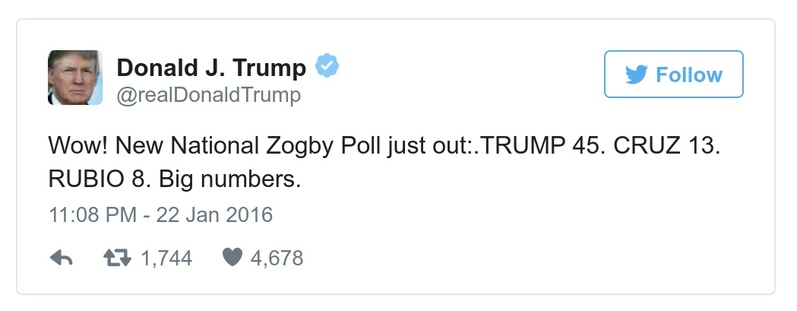 Donald J. Trump
Follow
@realDonaldTrump
Wow! New National Zogby Poll just out:.TRUMP 45. CRUZ 13.
RUBIO 8. Big numbers.
11:08 PM - 22 Jan 2016
1,744 4,678